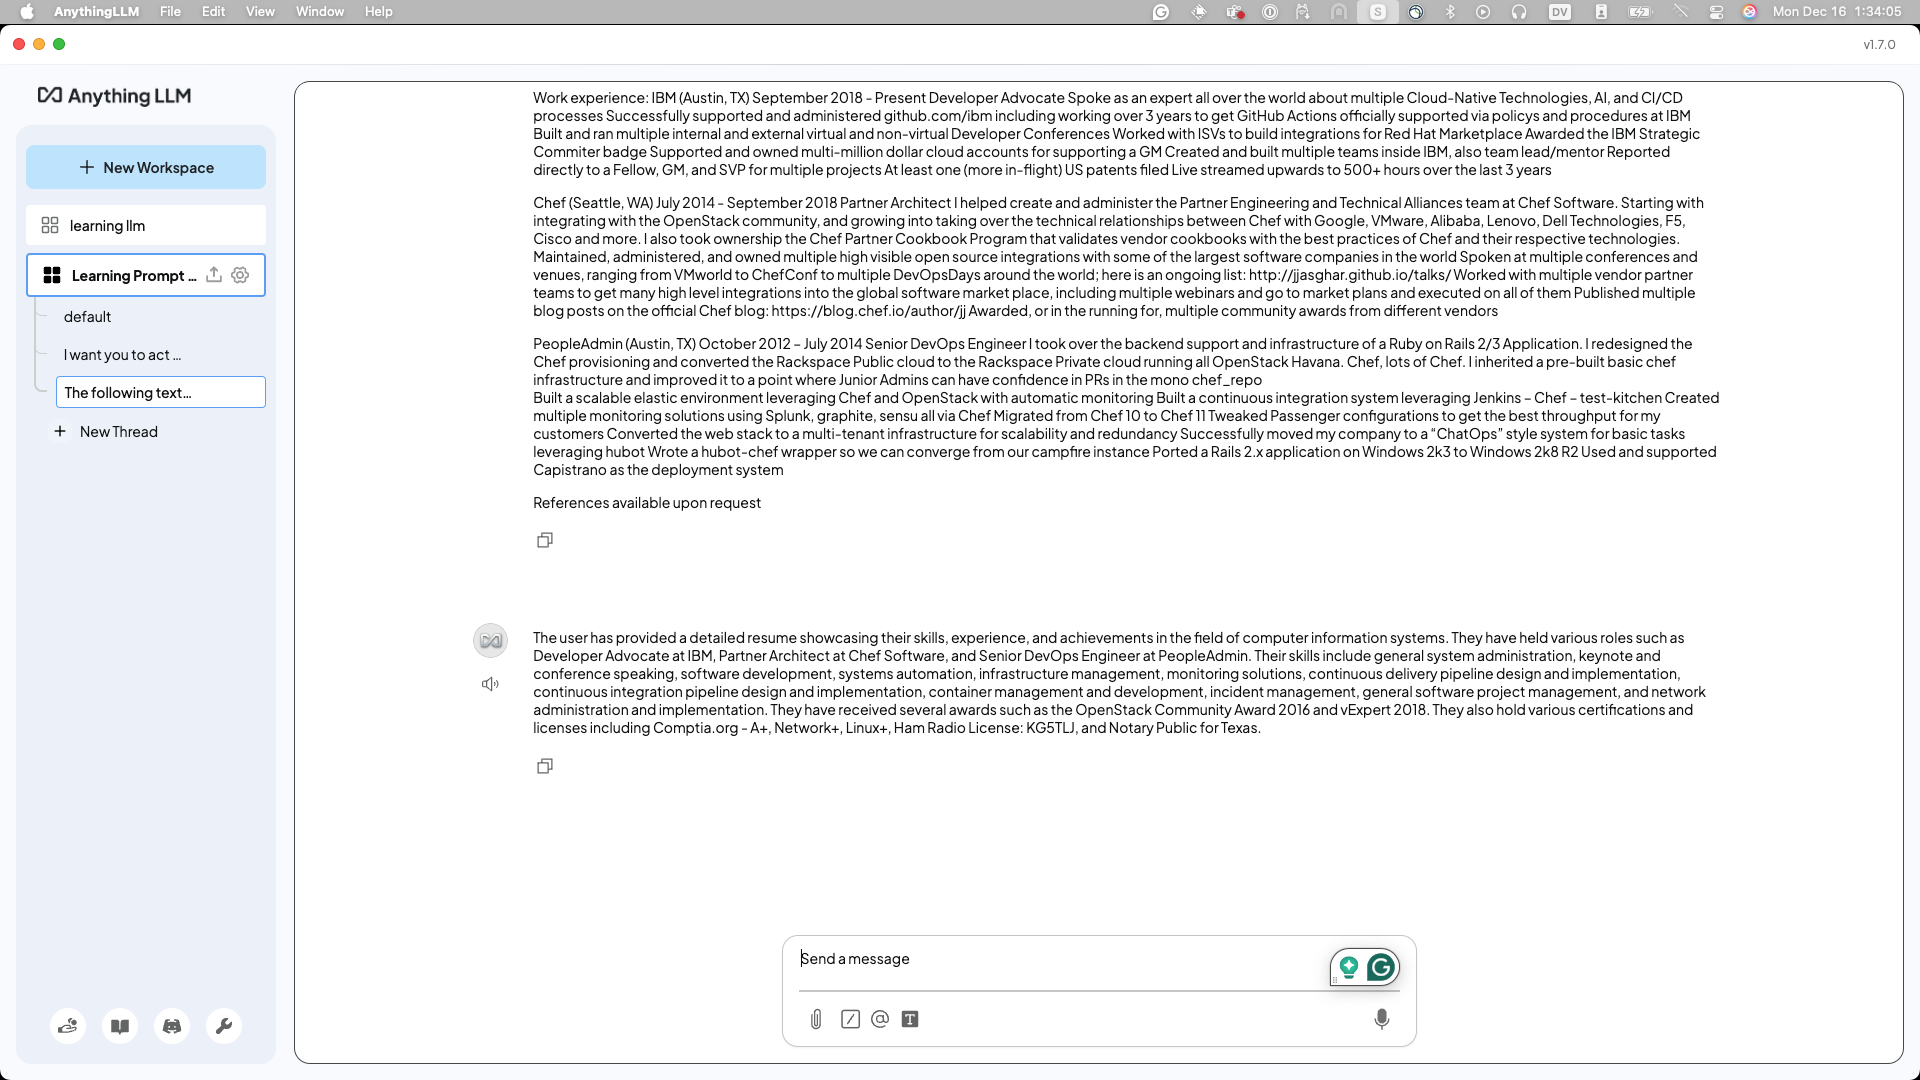 AnythingLLM File Edit View Window Help
DV
Mon Dec 16 1:34:05
v1.7.0
Anything LLM
New Workspace
learning llm
Learning Prompt ...
default
I want you to act ...
The following text...
New Thread
Work experience: IBM (Austin, TX) September 2018 - Present Developer Advocate Spoke as an expert all over the world about multiple Cloud-Native Technologies, AI, and CI/CD
processes Successfully supported and administered github.com/ibm including working over 3 years to get GitHub Actions officially supported via policys and procedures at IBM
Built and ran multiple internal and external virtual and non-virtual Developer Conferences Worked with ISVs to build integrations for Red Hat Marketplace Awarded the IBM Strategic
Commiter badge Supported and owned multi-million dollar cloud accounts for supporting a GM Created and built multiple teams inside IBM, also team lead/mentor Reported
directly to a Fellow, GM, and SVP for multiple projects At least one (more in-flight) US patents filed Live streamed upwards to 500+ hours over the last 3 years
Chef (Seattle, WA) July 2014 - September 2018 Partner Architect I helped create and administer the Partner Engineering and Technical Alliances team at Chef Software. Starting with
integrating with the OpenStack community, and growing into taking over the technical relationships between Chef with Google, VMware, Alibaba, Lenovo, Dell Technologies, F5,
Cisco and more. I also took ownership the Chef Partner Cookbook Program that validates vendor cookbooks with the best practices of Chef and their respective technologies.
Maintained, administered, and owned multiple high visible open source integrations with some of the largest software companies in the world Spoken at multiple conferences and
venues, ranging from VMworld to ChefConf to multiple DevOpsDays around the world; here is an ongoing list: http://jjasghar.github.io/talks/ Worked with multiple vendor partner
teams to get many high level integrations into the global software market place, including multiple webinars and go to market plans and executed on all of them Published multiple
blog posts on the official Chef blog: https://blog.chef.io/author/jj Awarded, or in the running for, multiple community awards from different vendors
PeopleAdmin (Austin, TX) October 2012 – July 2014 Senior DevOps Engineer I took over the backend support and infrastructure of a Ruby on Rails 2/3 Application. I redesigned the
Chef provisioning and converted the Rackspace Public cloud to the Rackspace Private cloud running all OpenStack Havana. Chef, lots of Chef. I inherited a pre-built basic chef
infrastructure and improved it to a point where Junior Admins can have confidence in PRs in the mono chef_repo
Built a scalable elastic environment leveraging Chef and OpenStack with automatic monitoring Built a continuous integration system leveraging Jenkins – Chef – test-kitchen Created
multiple monitoring solutions using Splunk, graphite, sensu all via Chef Migrated from Chef 10 to Chef 11 Tweaked Passenger configurations to get the best throughput for my
customers Converted the web stack to a multi-tenant infrastructure for scalability and redundancy Successfully moved my company to a “ChatOps” style system for basic tasks
leveraging hubot Wrote a hubot-chef wrapper so we can converge from our campfire instance Ported a Rails 2.x application on Windows 2k3 to Windows 2k8 R2 Used and supported
Capistrano as the deployment system
References available upon request
The user has provided a detailed resume showcasing their skills, experience, and achievements in the field of computer information systems. They have held various roles such as
Developer Advocate at IBM, Partner Architect at Chef Software, and Senior DevOps Engineer at PeopleAdmin. Their skills include general system administration, keynote and
conference speaking, software development, systems automation, infrastructure management, monitoring solutions, continuous delivery pipeline design and implementation,
continuous integration pipeline design and implementation, container management and development, incident management, general software project management, and network
administration and implementation. They have received several awards such as the OpenStack Community Award 2016 and vExpert 2018. They also hold various certifications and
licenses including Comptia.org - A+, Network+, Linux+, Ham Radio License: KG5TLJ, and Notary Public for Texas.
Send a message